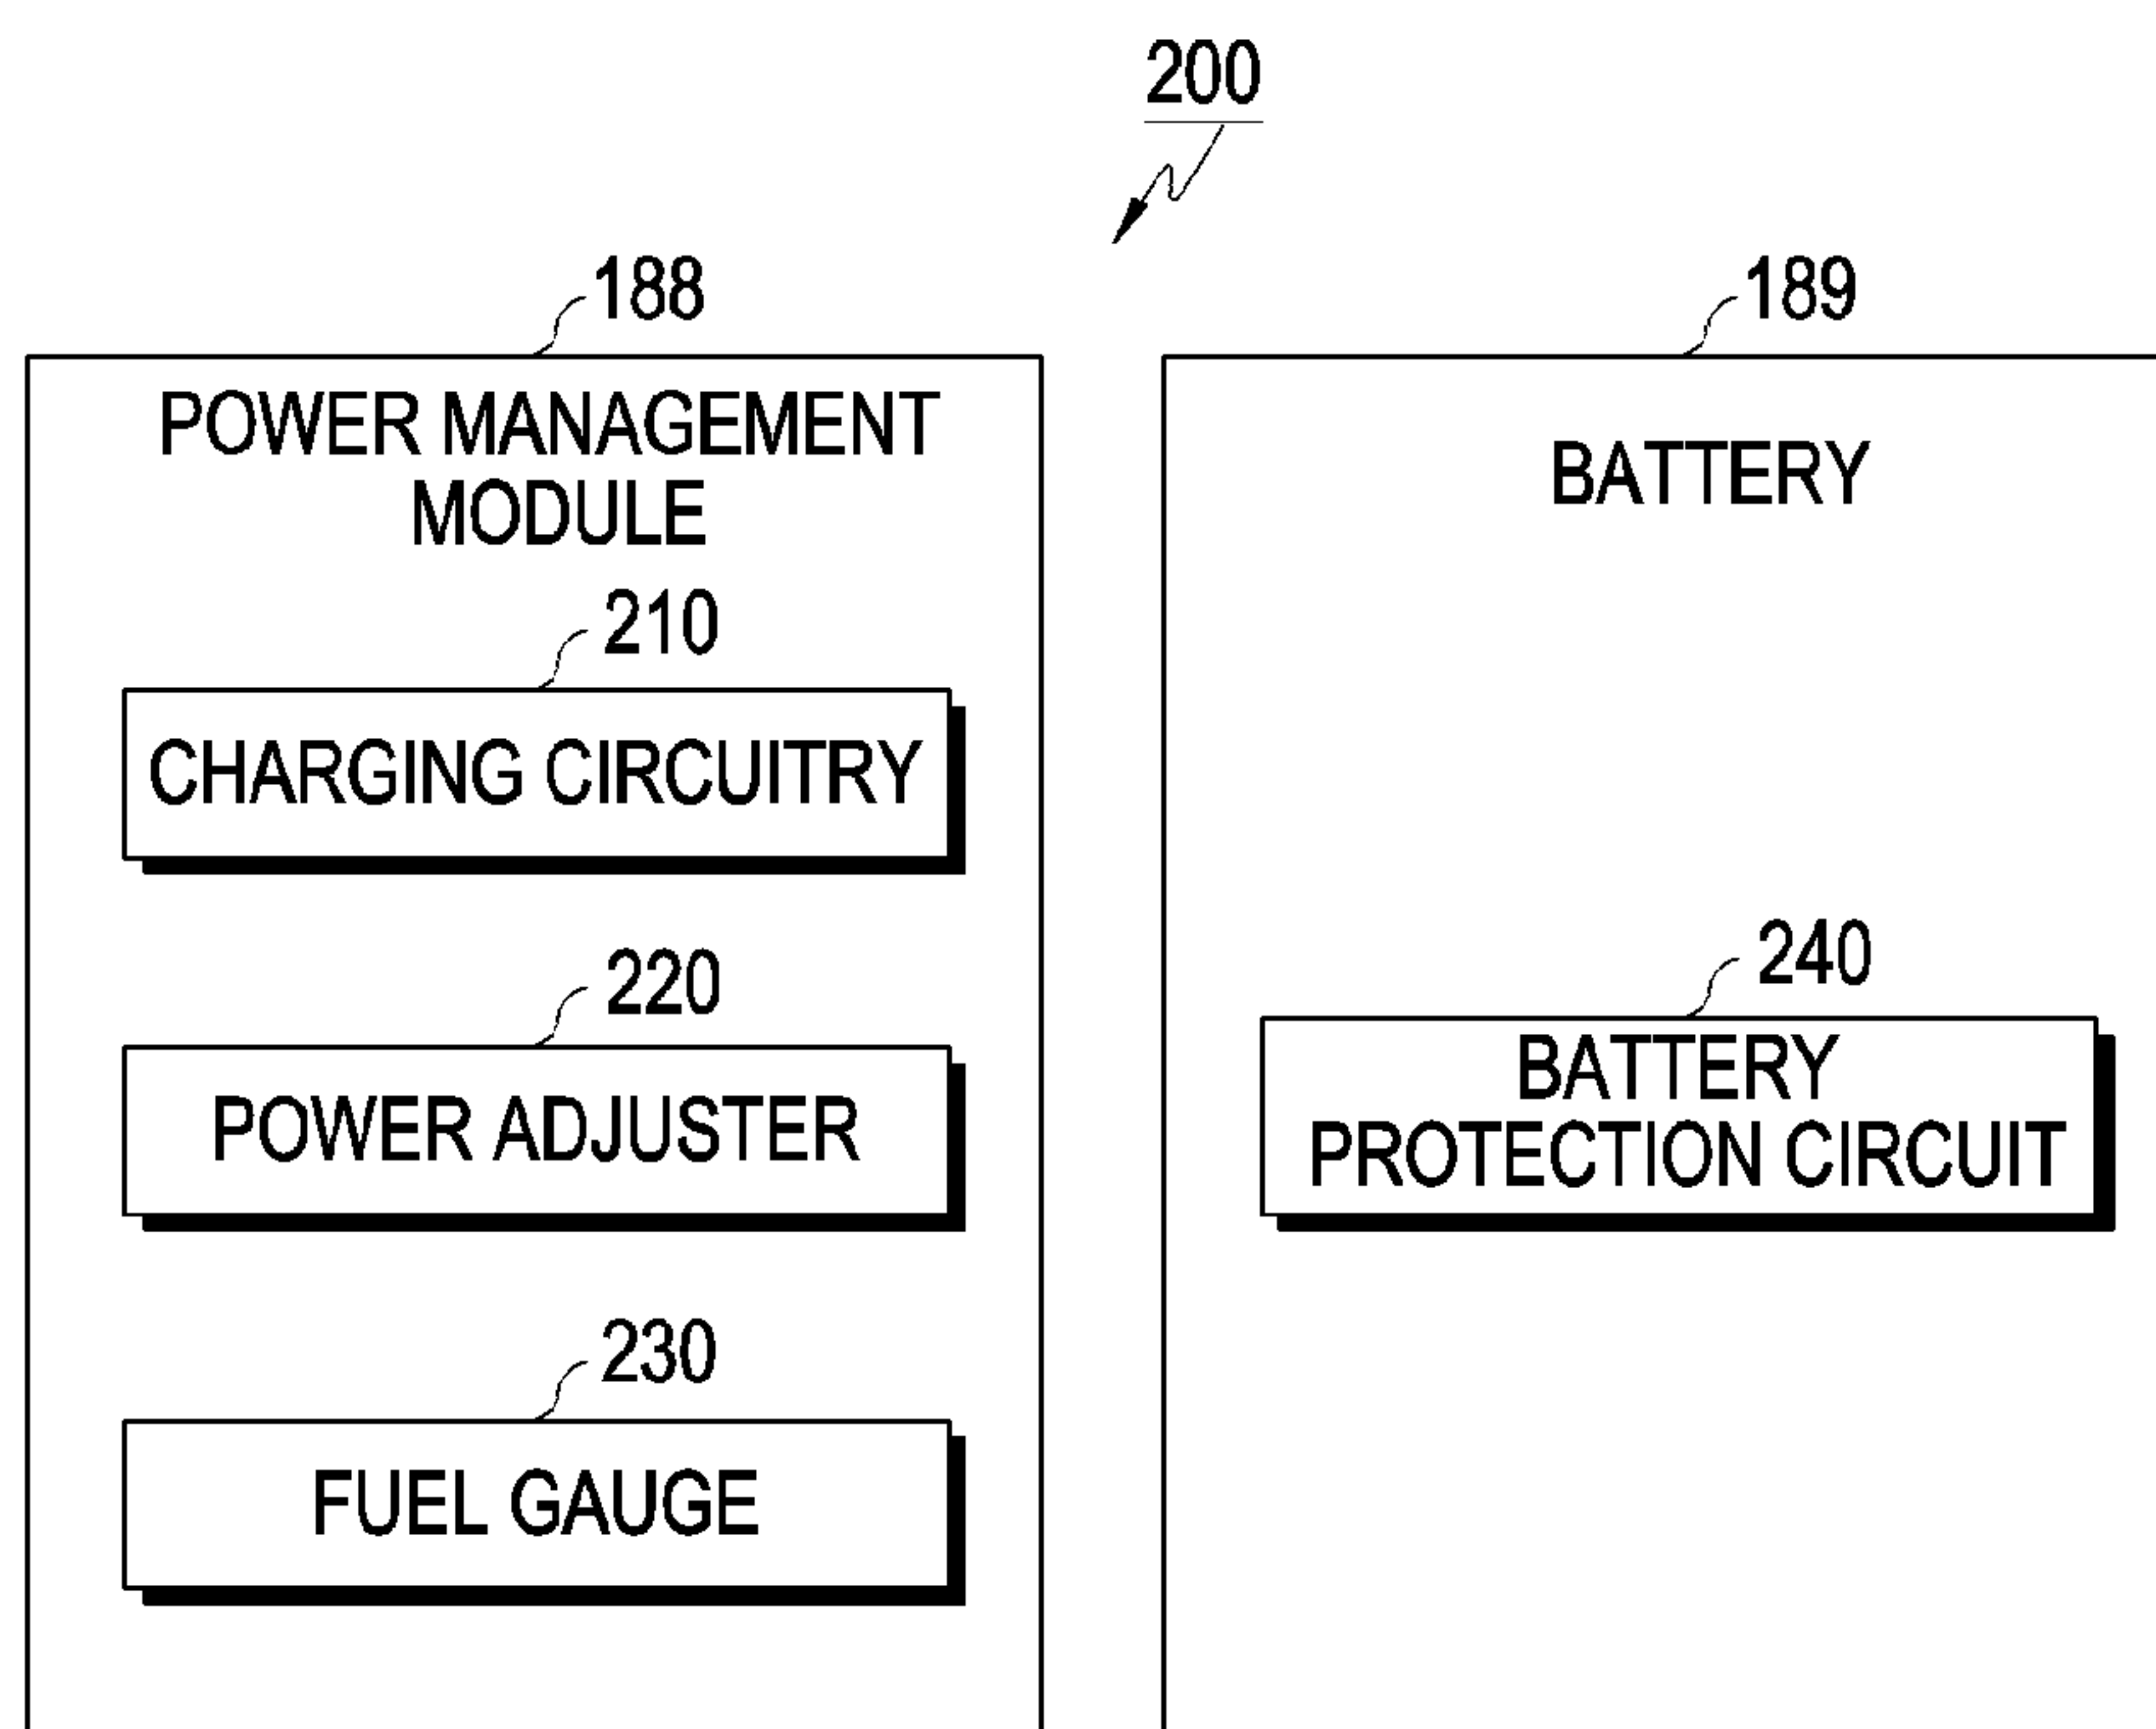 200
188
POWER MANAGEMENT
MODULE
210
CHARGING CIRCUITRY
220
POWER ADJUSTER
230
FUEL GAUGE
189
BATTERY
240
BATTERY
PROTECTION CIRCUIT